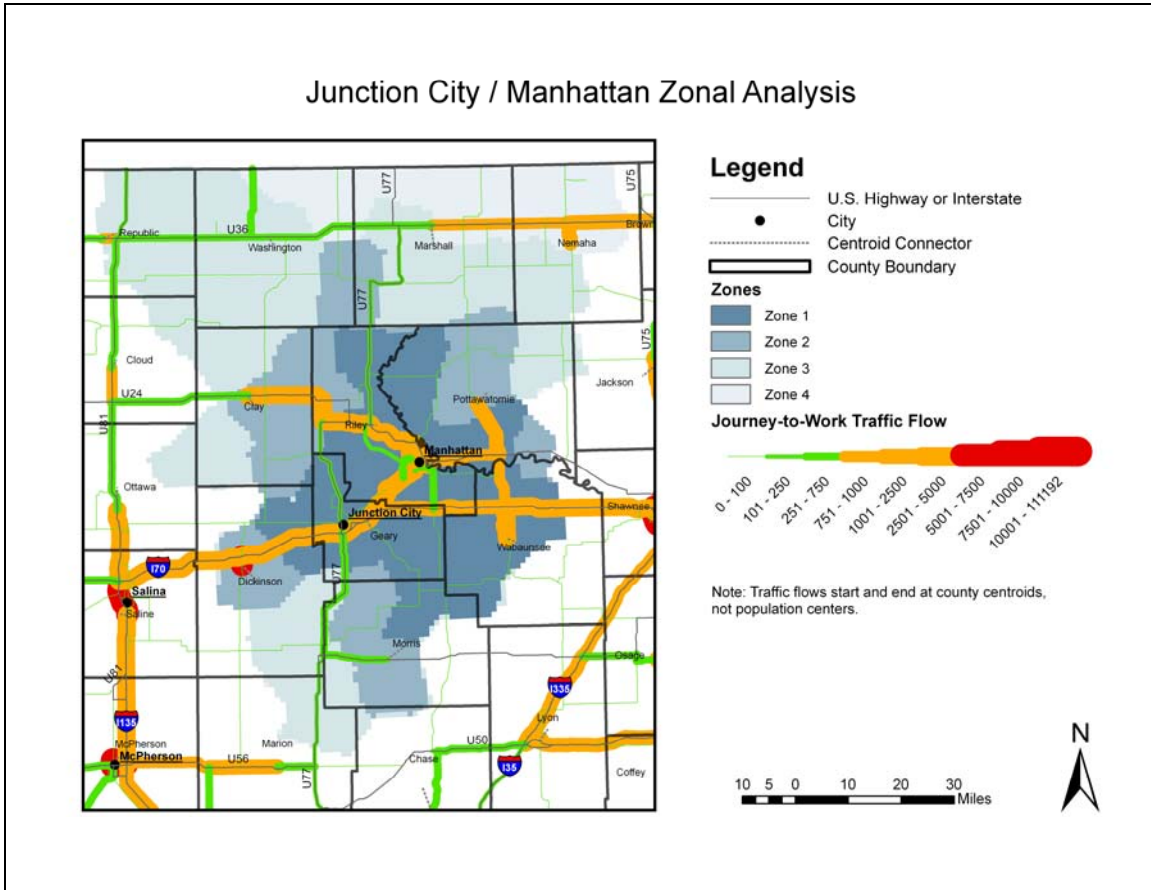 Junction City / Manhattan Zonal Analysis
U77
U75
Republic
U36
Washington
Marshall
Nemaha
Brown
U77
Cloud
U24
U81
Clay
Riley
Pottawatomie
Jackson
U75
Manhattan
Ottawa
Junction City
Geary
Shawnee
Wabaunsee
I70
Dickinson
U77
Salina
Saline
Morris
Osage
U81
I335
I135
Lyon
McPherson
McPherson
Marion
U56
U77
Chase
U50
I35
Coffey
Legend
U.S. Highway or Interstate
City
Centroid Connector
County Boundary
Zones
Zone 1
Zone 2
Zone 3
Zone 4
Journey-to-Work Traffic Flow
0 - 100
101 - 250
251 - 750
751 - 1000
1001 - 2500
2501 - 5000
5001 - 7500
7501 - 10000
10001 - 111192
Note: Traffic flows start and end at county centroids,
not population centers.
N
10 5 0 10 20 30
Miles